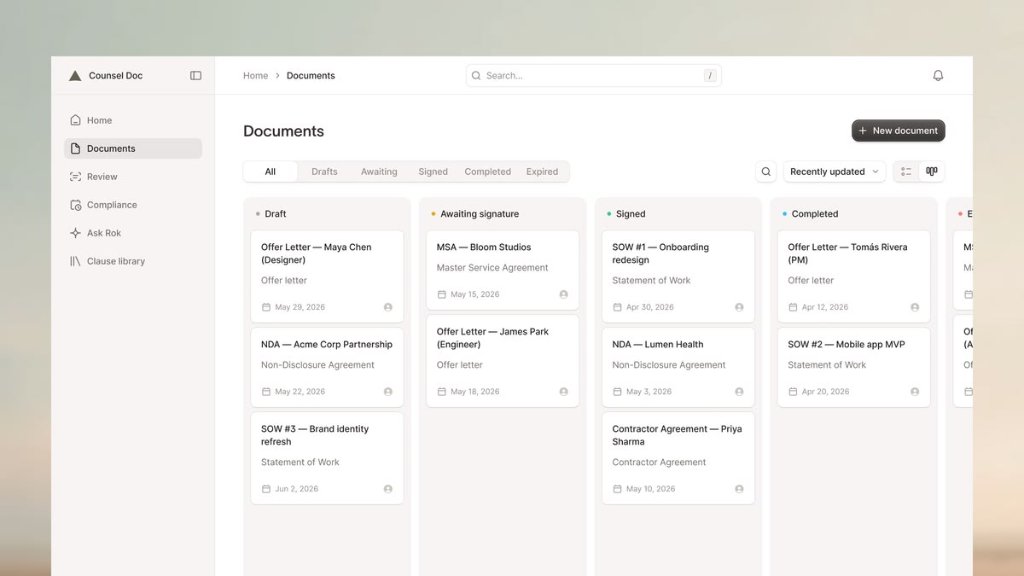 Counsel Doc
Home
Documents
Review
Compliance
Ask Rok
Clause library
Home > Documents
Search...
/
Documents
+ New document
All
Drafts
Awaiting
Signed
Completed
Expired
Recently updated
Draft
Offer Letter — Maya Chen
(Designer)
Offer letter
May 29, 2026
NDA — Acme Corp Partnership
Non-Disclosure Agreement
May 22, 2026
SOW #3 — Brand identity
refresh
Statement of Work
Jun 2, 2026
Awaiting signature
MSA — Bloom Studios
Master Service Agreement
May 15, 2026
Offer Letter — James Park
(Engineer)
Offer letter
May 18, 2026
Signed
SOW #1 — Onboarding
redesign
Statement of Work
Apr 30, 2026
NDA — Lumen Health
Non-Disclosure Agreement
May 3, 2026
Contractor Agreement — Priya
Sharma
Contractor Agreement
May 10, 2026
Completed
Offer Letter — Tomás Rivera
(PM)
Offer letter
Apr 12, 2026
SOW #2 — Mobile app MVP
Statement of Work
Apr 20, 2026